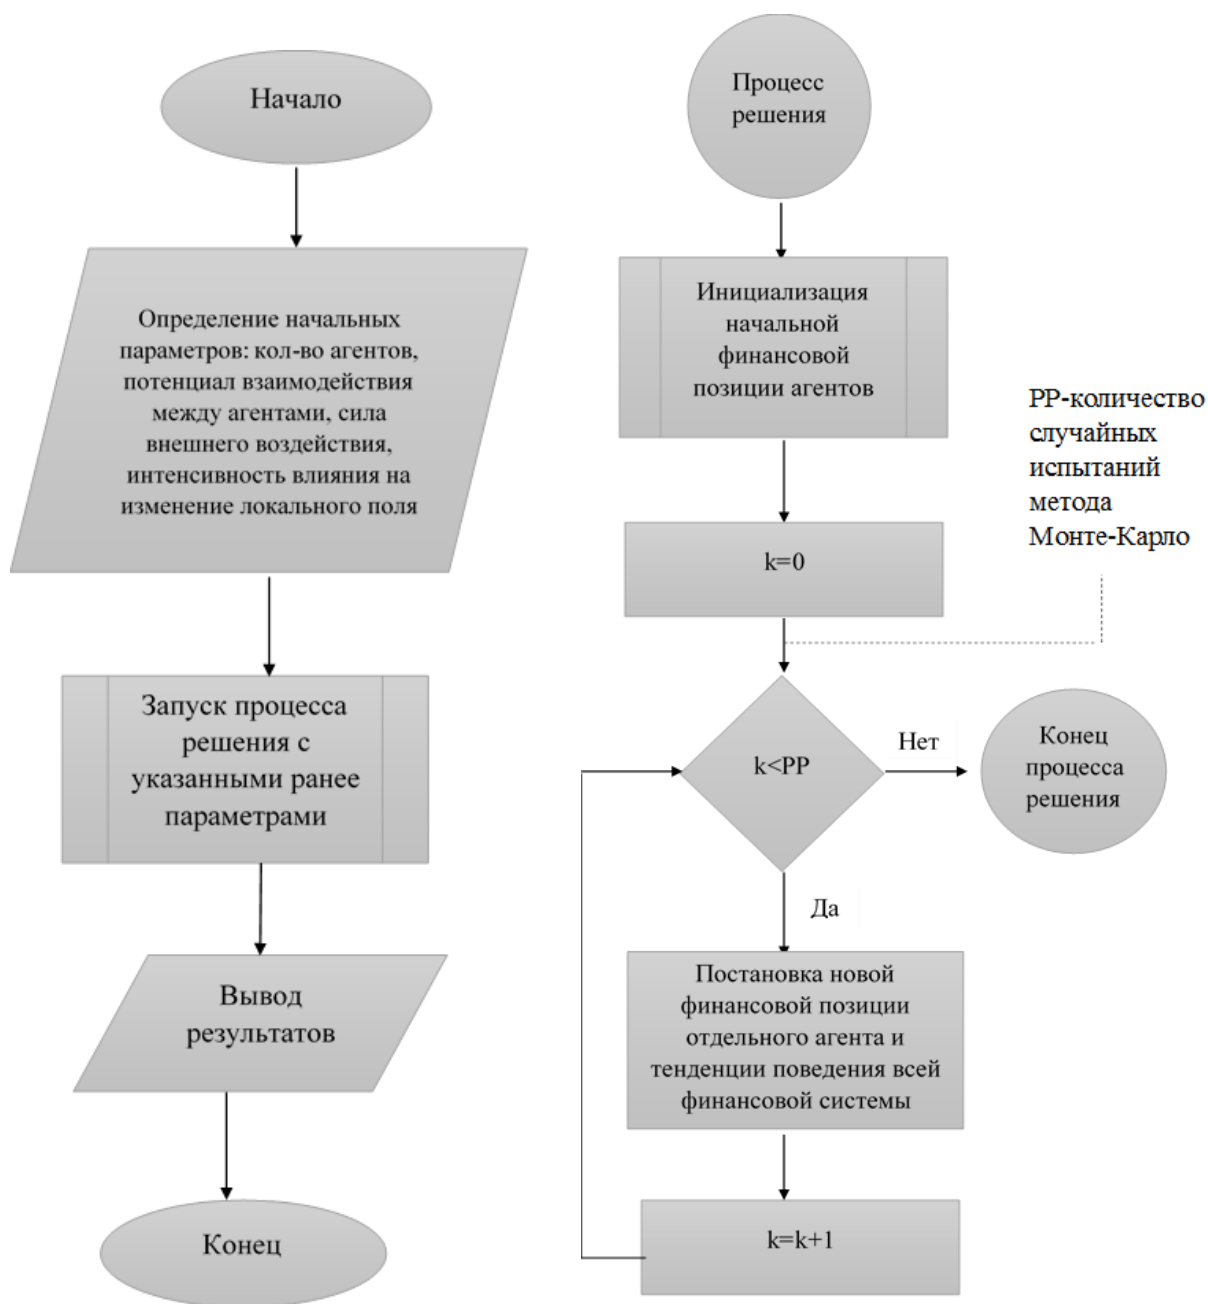 Начало
Определение начальных
параметров: кол-во агентов,
потенциал взаимодействия
между агентами, сила
внешнего воздействия,
интенсивность влияния на
изменение локального поля
Запуск процесса
решения с
указанными ранее
параметрами
Вывод
результатов
Конец
Процесс
решения
Инициализация
начальной
финансовой
позиции агентов
PP-количество
случайных
испытаний
метода
Монте-Карло
k=0
k<PP
Нет
Конец
процесса
решения
Да
Постановка новой
финансовой позиции
отдельного агента и
тенденции поведения всей
финансовой системы
k=k+1